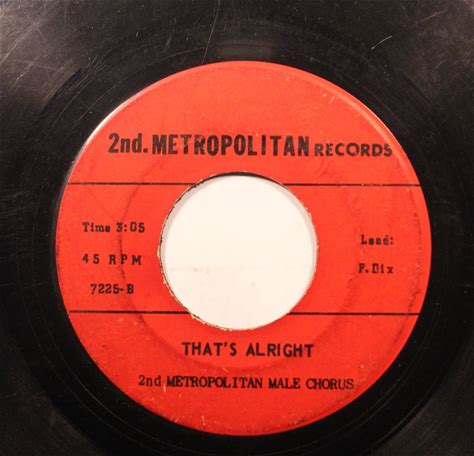 2nd. METROPOLITAN RECORDS
Time 3:05
45 RPM
7225-B
Lead:
F.Dix
THAT'S ALRIGHT
2nd METROPOLITAN MALE CHORUS